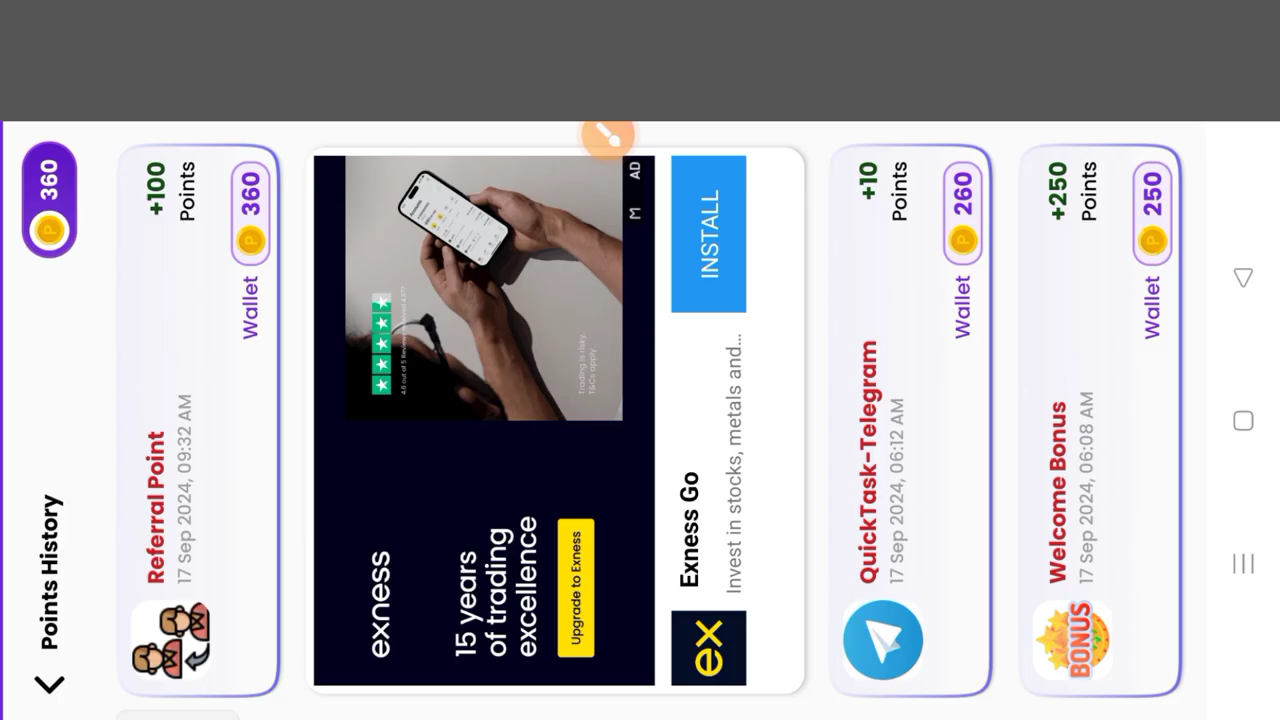 Points History
360
Referral Point
17 Sep 2024, 09:32 AM
+100
Points
Wallet 360
exness
15 years
of trading
excellence
Upgrade to Exness
Trading is risky.
T&Cs apply.
M AD
Exness Go
Invest in stocks, metals and...
INSTALL
ex
QuickTask-Telegram
17 Sep 2024, 06:12 AM
+10
Points
Wallet 260
BONUS
Welcome Bonus
17 Sep 2024, 06:08 AM
+250
Points
Wallet 250